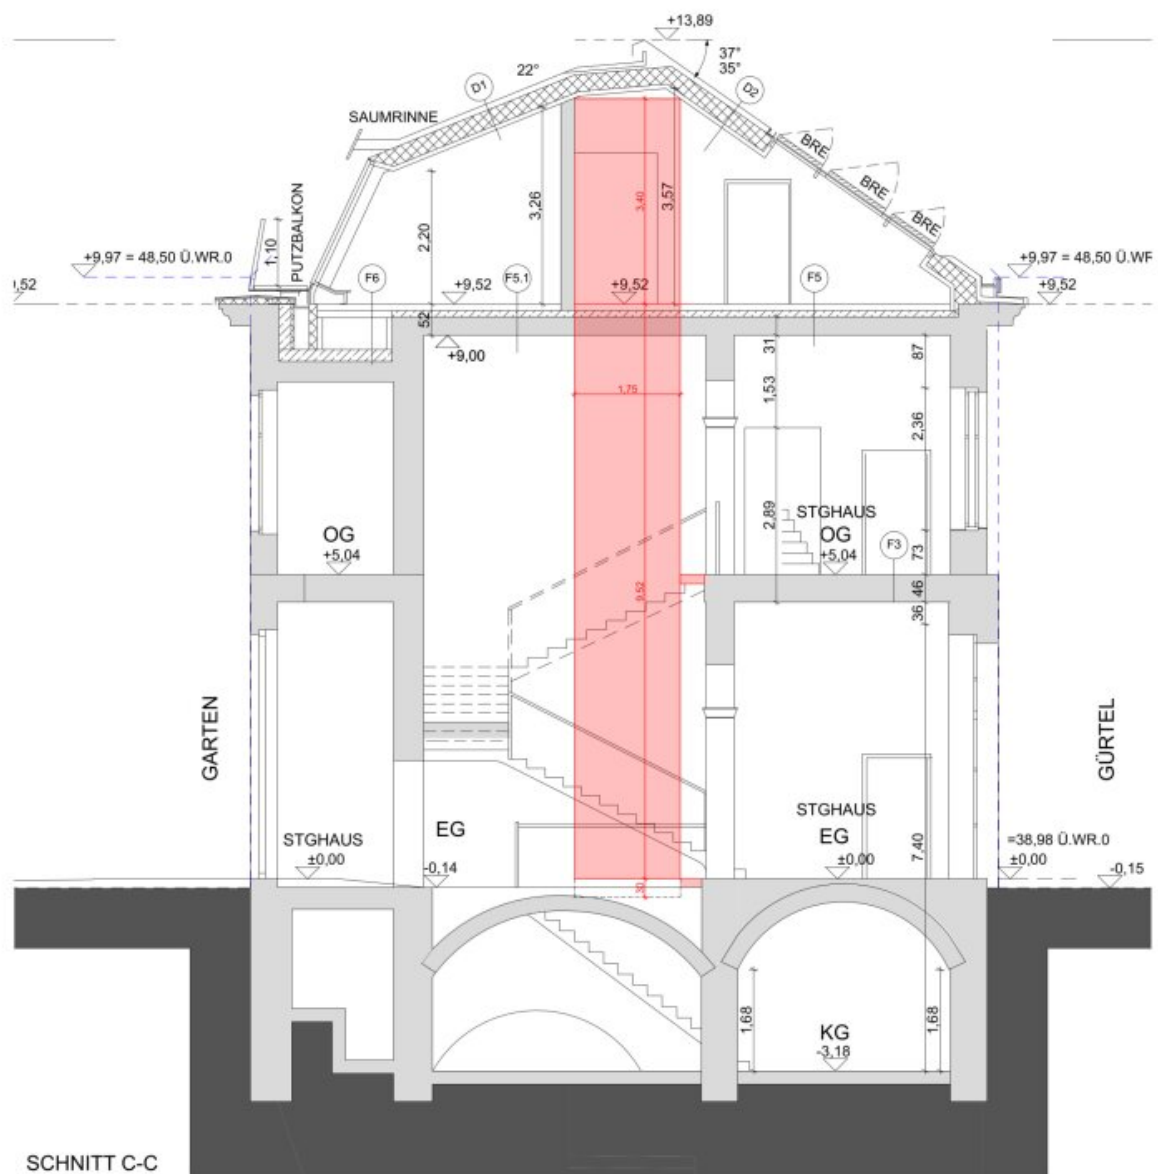 +13,89
37°
35°
22°
D1
D2
SAUMRINNE
BRE
BRE
BRE
PUTZBALKON
1,10
2,20
3,26
3,40
3,57
+9,97 = 48,50 Ü.WR.0
+9,97 = 48,50 Ü.WF
9,52
+9,52
+9,52
+9,52
F6
F5.1
F5
52
+9,00
31
87
1,75
1,53
2,36
2,89
STGHAUS
OG
+5,04
OG
+5,04
F3
73
46
36
9,52
GARTEN
GÜRTEL
STGHAUS
±0,00
EG
-0,14
STGHAUS
EG
±0,00
7,40
=38,98 Ü.WR.0
±0,00
-0,15
30
1,68
KG
-3,18
1,68
SCHNITT C-C